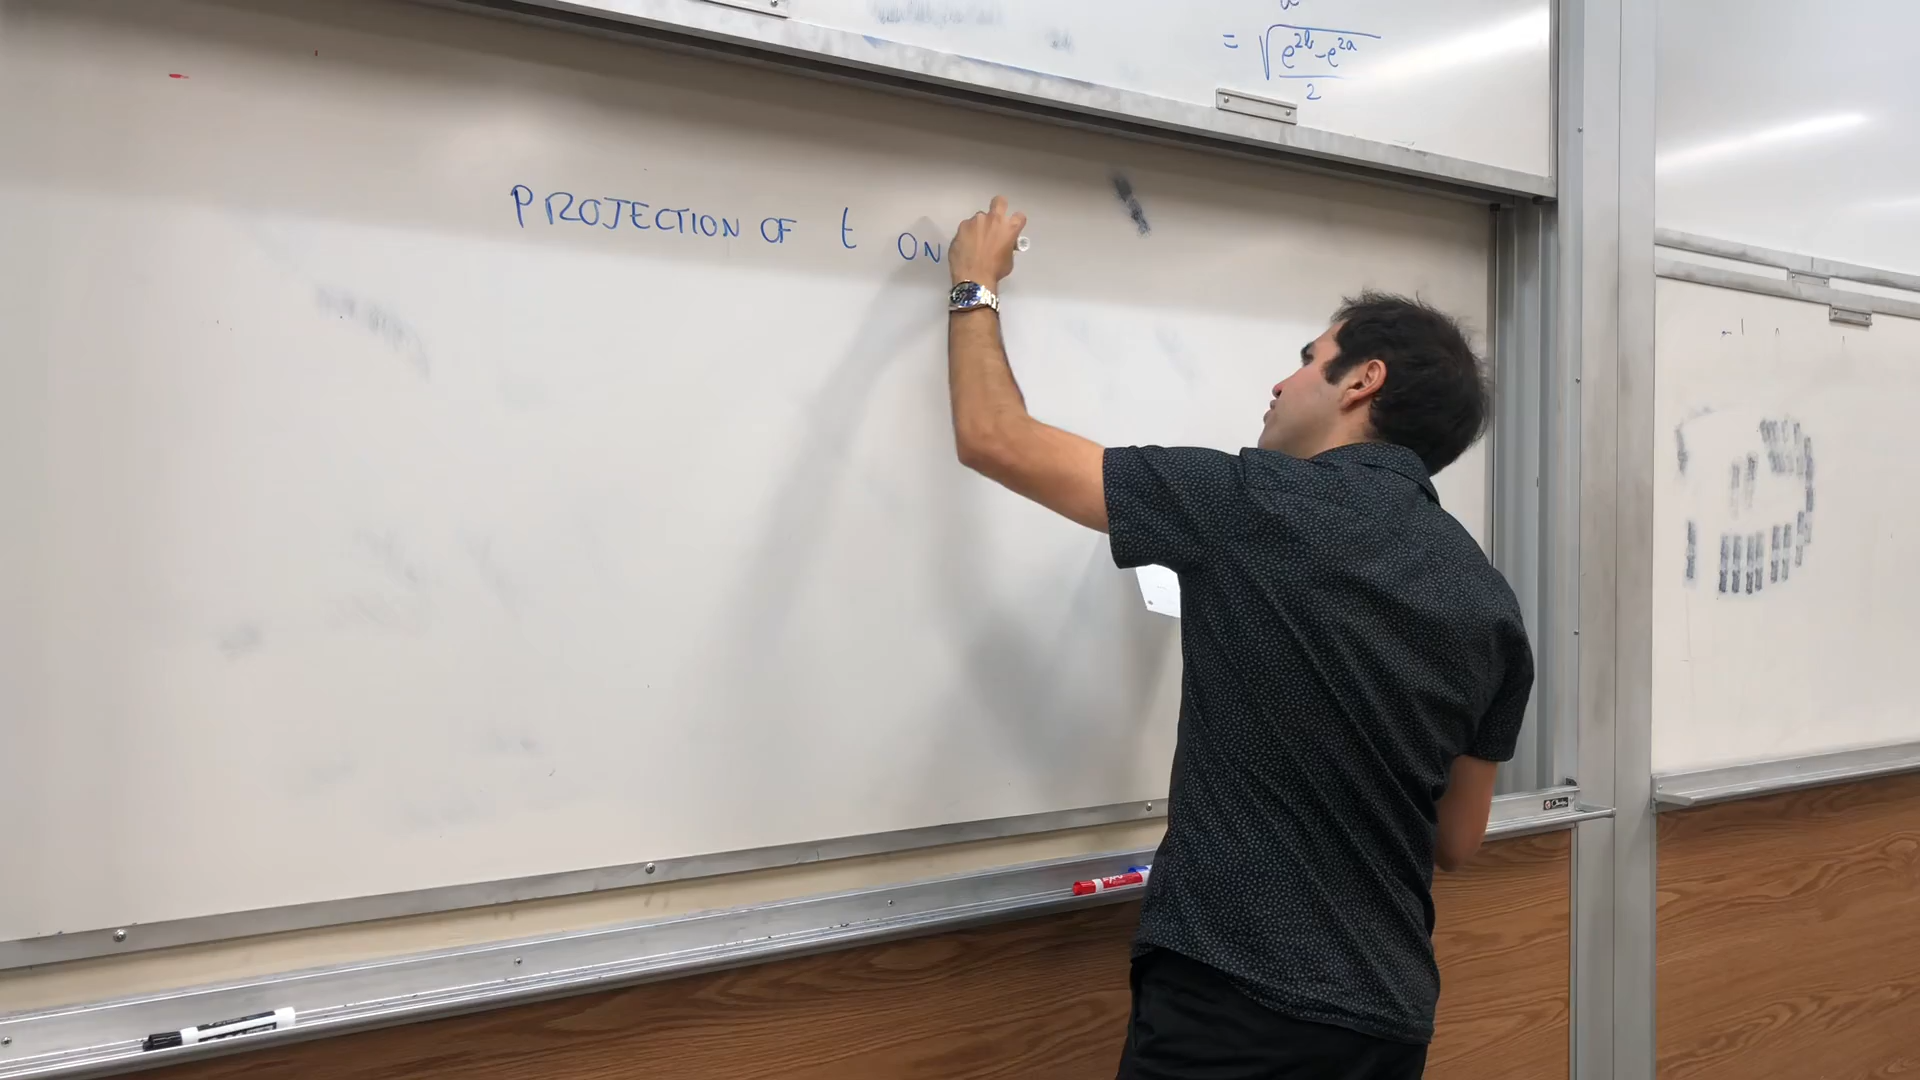 = √(e^{2b} - e^{2a})/2
PROJECTION OF t ON